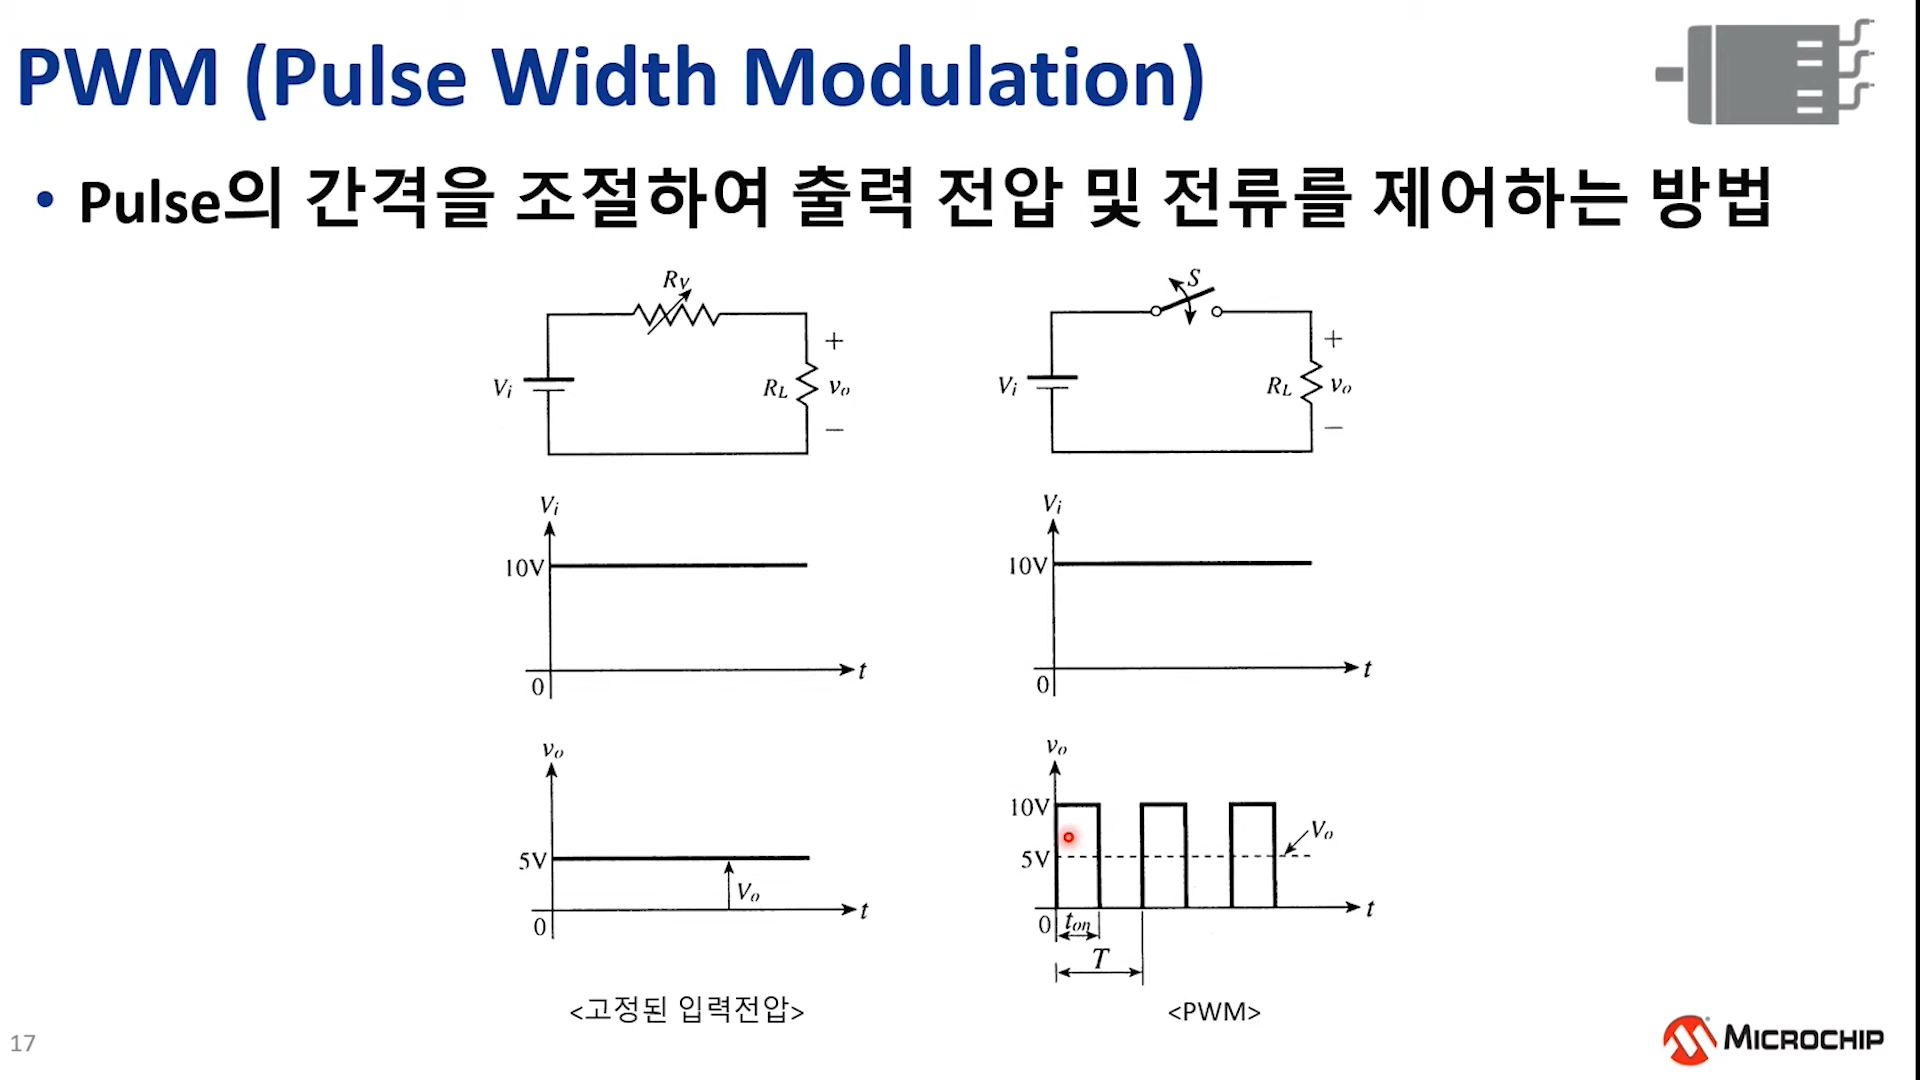 PWM (Pulse Width Modulation)
• Pulse의 간격을 조절하여 출력 전압 및 전류를 제어하는 방법
RV
Vi
RL
+
vo
−
S
Vi
RL
+
vo
−
Vi
10V
0
t
Vi
10V
0
t
vo
5V
Vo
0
t
vo
10V
5V
Vo
0
ton
T
t
<고정된 입력전압>
<PWM>
17
MICROCHIP